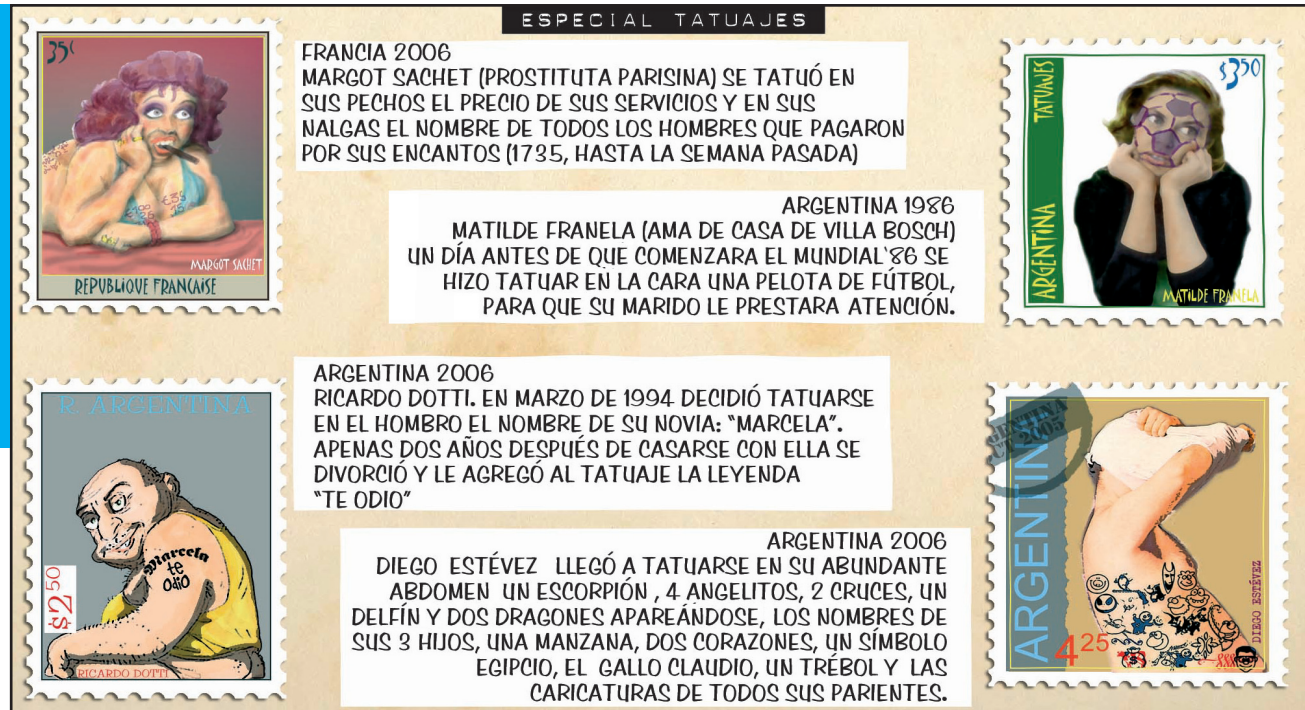 ESPECIAL TATUAJES
35c
MARGOT SACHET
REPUBLIQUE FRANCAISE
FRANCIA 2006
MARGOT SACHET (PROSTITUTA PARISINA) SE TATUÓ EN
SUS PECHOS EL PRECIO DE SUS SERVICIOS Y EN SUS
NALGAS EL NOMBRE DE TODOS LOS HOMBRES QUE PAGARON
POR SUS ENCANTOS (1735, HASTA LA SEMANA PASADA)
ARGENTINA TATUAJES
$350
MATILDE FRANELA
ARGENTINA 1986
MATILDE FRANELA (AMA DE CASA DE VILLA BOSCH)
UN DÍA ANTES DE QUE COMENZARA EL MUNDIAL '86 SE
HIZO TATUAR EN LA CARA UNA PELOTA DE FÚTBOL,
PARA QUE SU MARIDO LE PRESTARA ATENCIÓN.
R. ARGENTINA
Marcela
te
odio
$2 50
RICARDO DOTTI
ARGENTINA 2006
RICARDO DOTTI. EN MARZO DE 1994 DECIDIÓ TATUARSE
EN EL HOMBRO EL NOMBRE DE SU NOVIA: "MARCELA".
APENAS DOS AÑOS DESPUÉS DE CASARSE CON ELLA SE
DIVORCIÓ Y LE AGREGÓ AL TATUAJE LA LEYENDA
"TE ODIO"
ARGENTINA
4 25
DIEGO ESTÉVEZ
ARGENTINA 2006
DIEGO ESTÉVEZ LLEGÓ A TATUARSE EN SU ABUNDANTE
ABDOMEN UN ESCORPIÓN , 4 ANGELITOS, 2 CRUCES, UN
DELFÍN Y DOS DRAGONES APAREÁNDOSE, LOS NOMBRES DE
SUS 3 HIJOS, UNA MANZANA, DOS CORAZONES, UN SÍMBOLO
EGIPCIO, EL GALLO CLAUDIO, UN TRÉBOL Y LAS
CARICATURAS DE TODOS SUS PARIENTES.